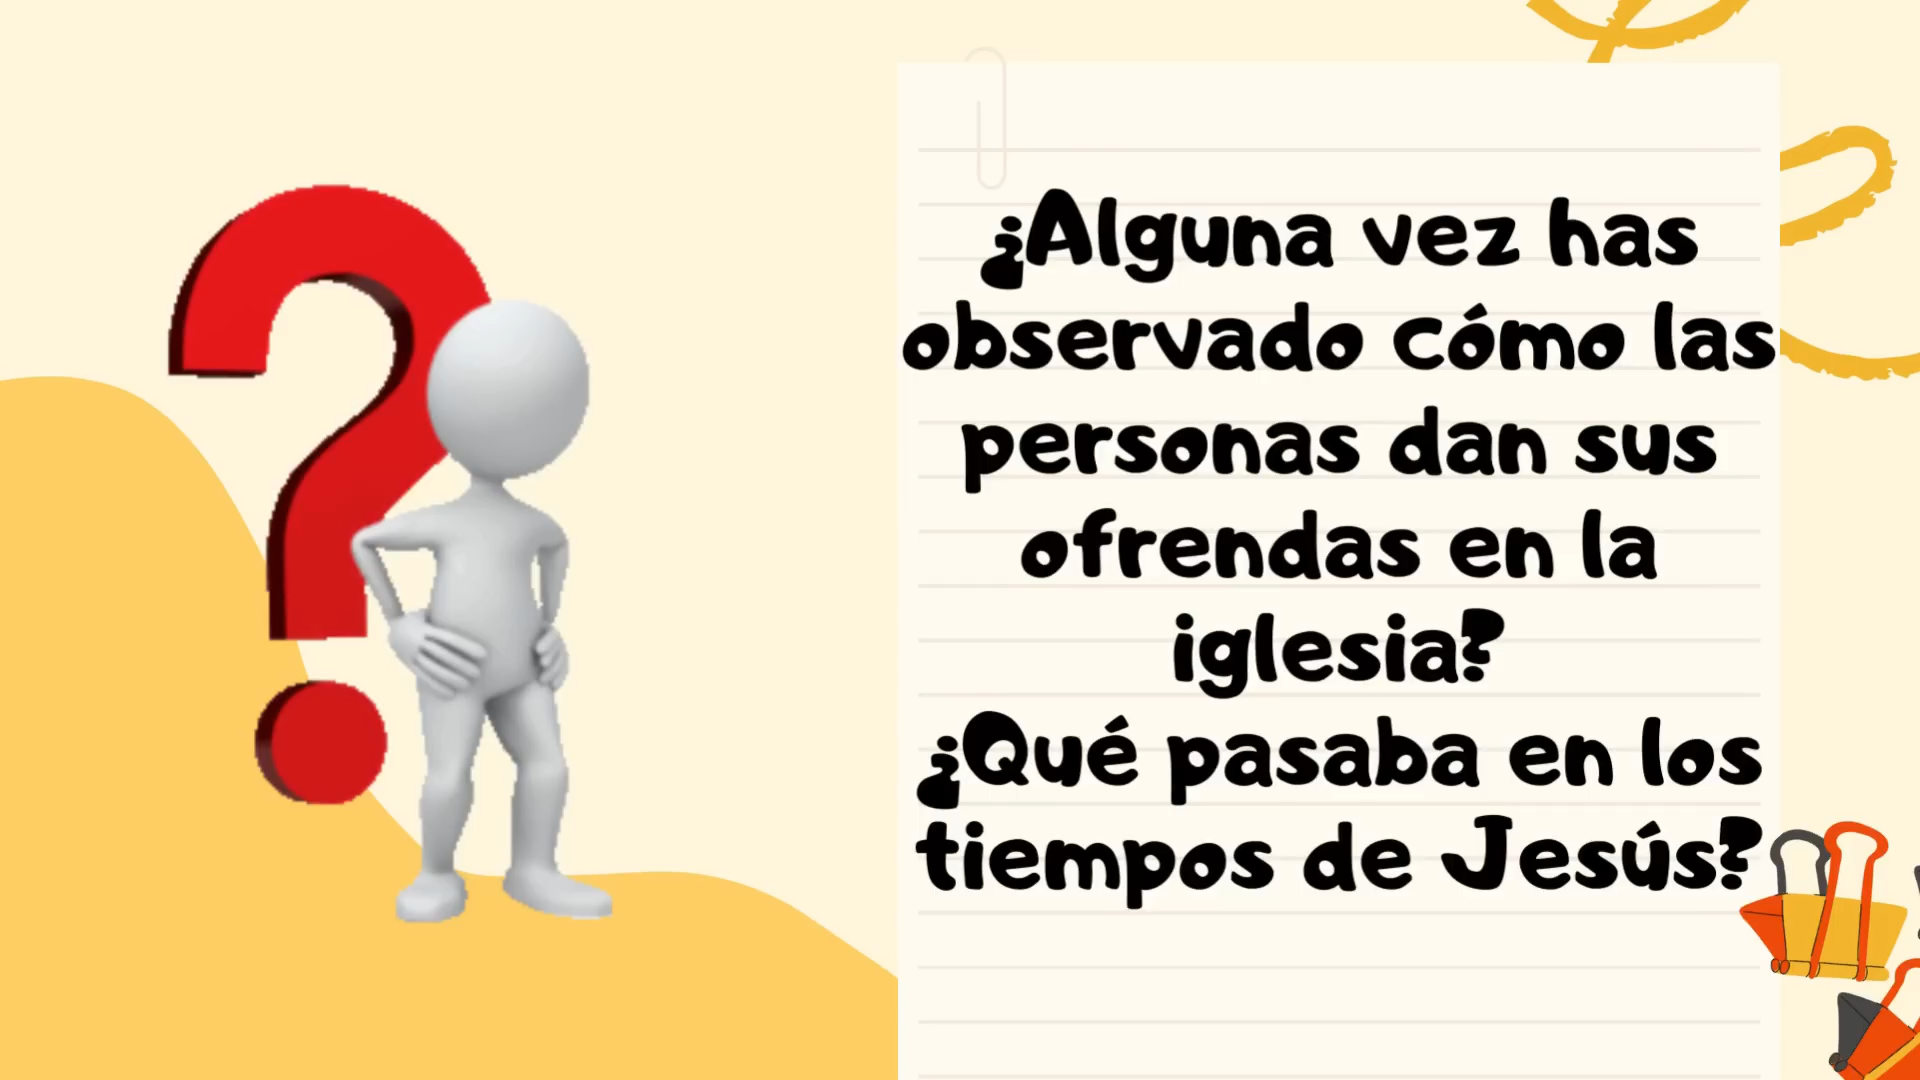 ¿Alguna vez has
observado cómo las
personas dan sus
ofrendas en la
iglesia?
¿Qué pasaba en los
tiempos de Jesús?